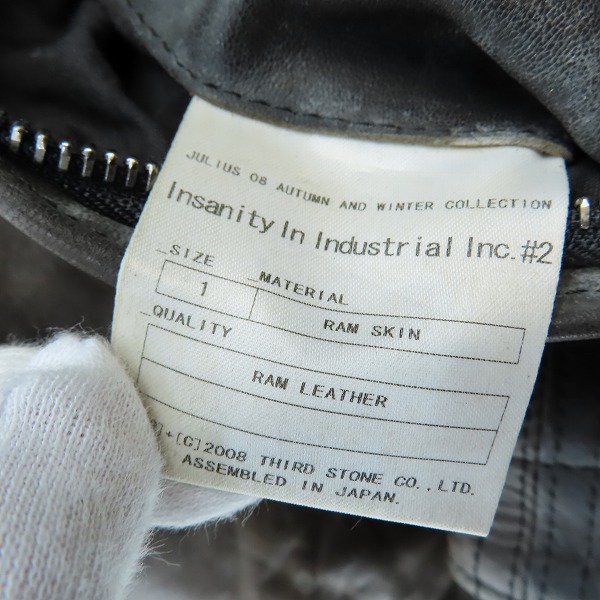 JULIUS 08 AUTUMN AND WINTER COLLECTION
Insanity In Industrial Inc.#2
_SIZE _MATERIAL
1 RAM SKIN
_QUALITY
RAM LEATHER
]+[C]2008 THIRD STONE CO.,LTD.
ASSEMBLED IN JAPAN.